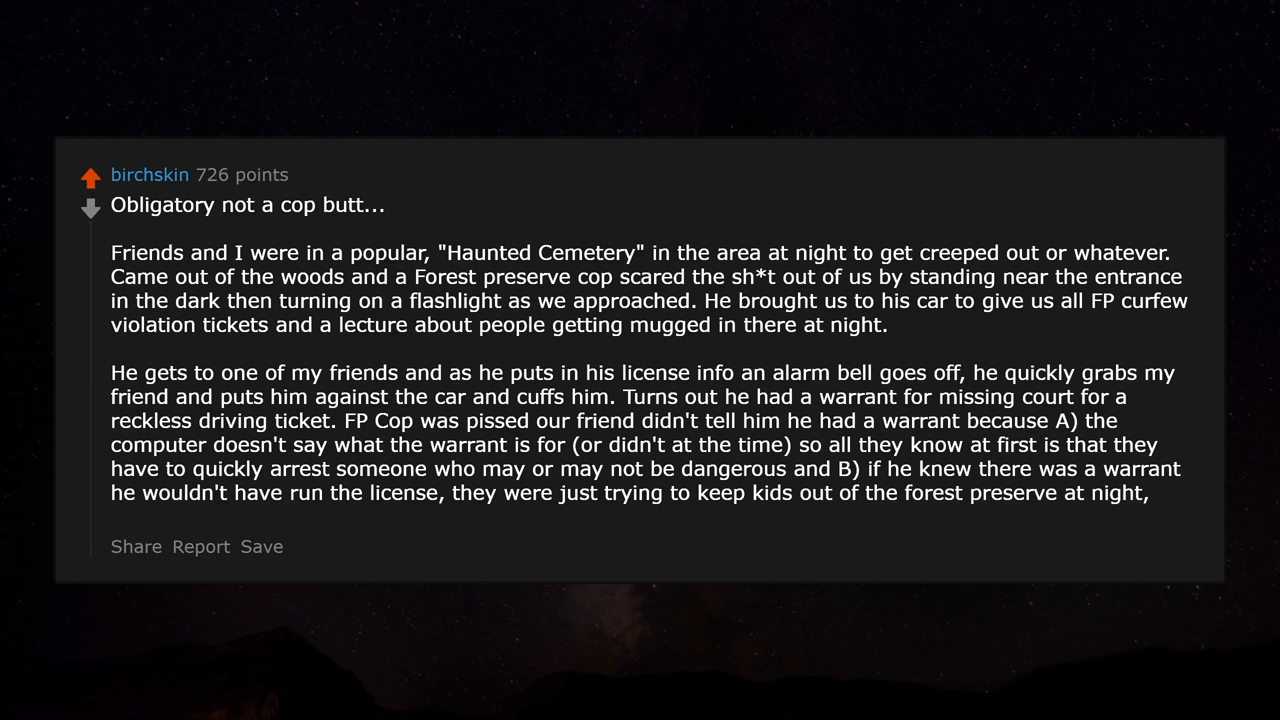 birchskin 726 points
Obligatory not a cop butt...
Friends and I were in a popular, "Haunted Cemetery" in the area at night to get creeped out or whatever.
Came out of the woods and a Forest preserve cop scared the sh*t out of us by standing near the entrance
in the dark then turning on a flashlight as we approached. He brought us to his car to give us all FP curfew
violation tickets and a lecture about people getting mugged in there at night.
He gets to one of my friends and as he puts in his license info an alarm bell goes off, he quickly grabs my
friend and puts him against the car and cuffs him. Turns out he had a warrant for missing court for a
reckless driving ticket. FP Cop was pissed our friend didn't tell him he had a warrant because A) the
computer doesn't say what the warrant is for (or didn't at the time) so all they know at first is that they
have to quickly arrest someone who may or may not be dangerous and B) if he knew there was a warrant
he wouldn't have run the license, they were just trying to keep kids out of the forest preserve at night,
Share Report Save